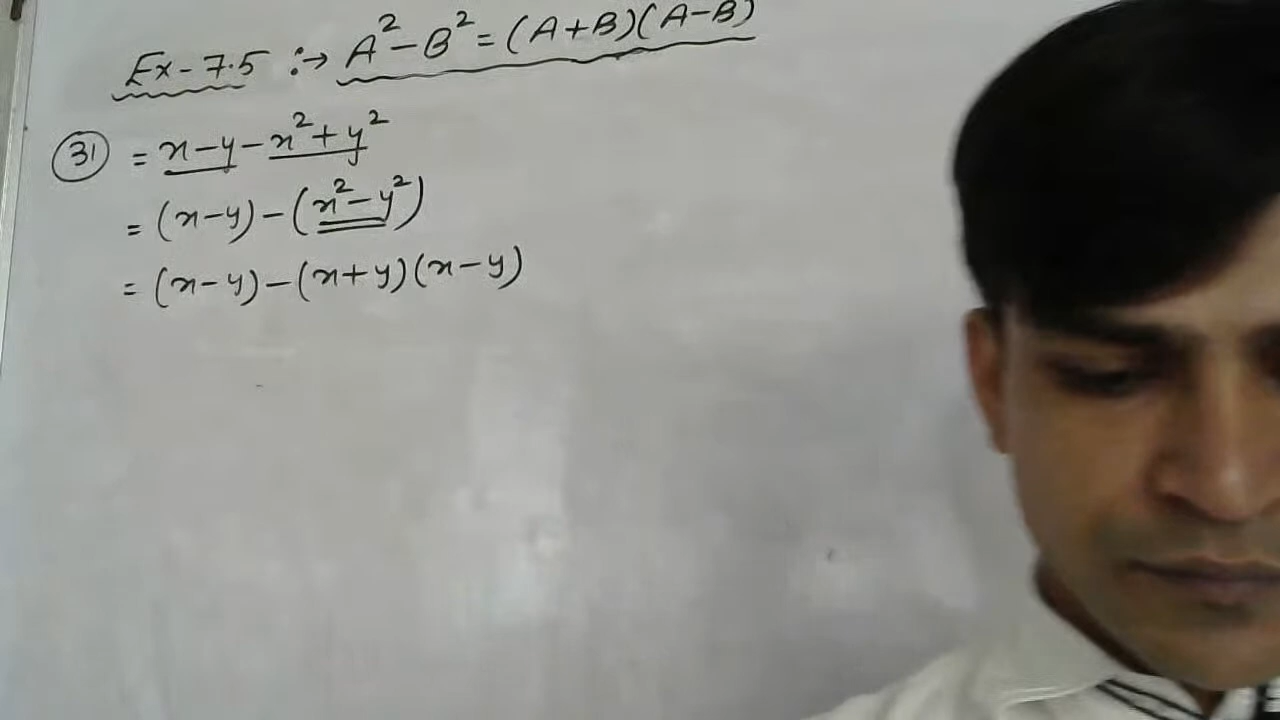 Ex-7.5 :→ A²-B²=(A+B)(A-B)
(31) = x-y-x²+y²
= (x-y)-(x²-y²)
= (x-y)-(x+y)(x-y)